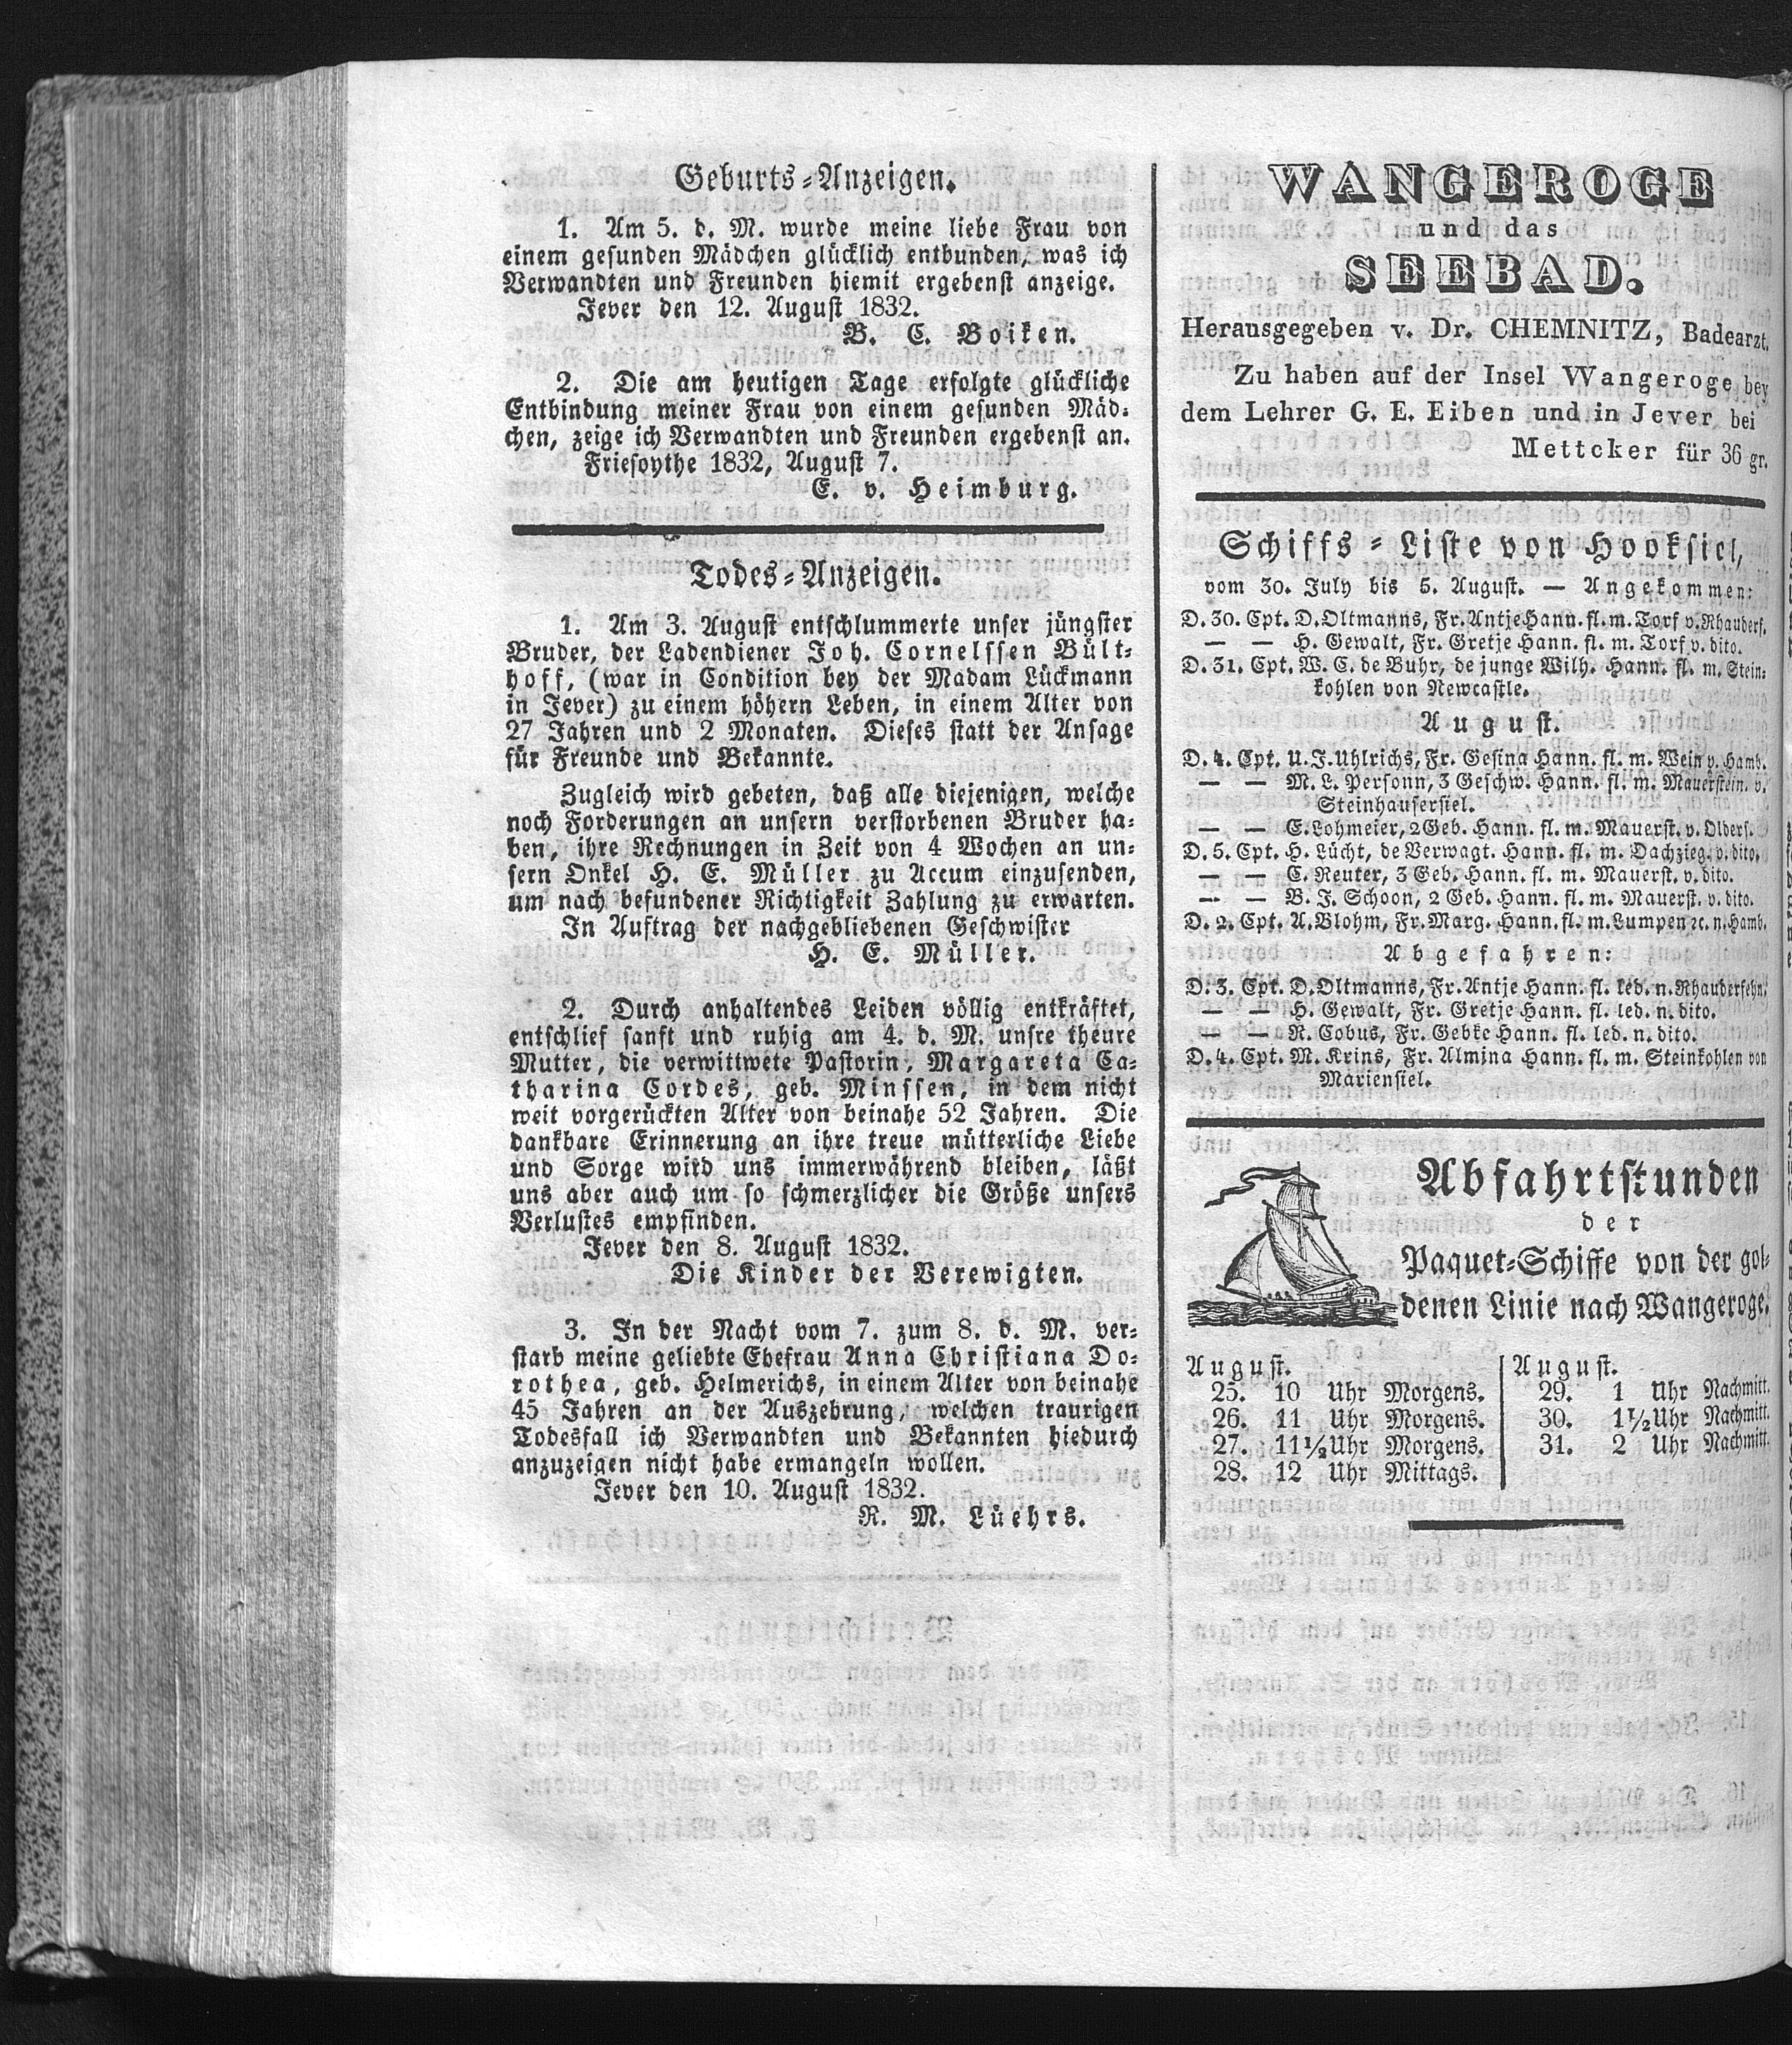 Geburts-Anzeigen.
1. Am 5. d. M. wurde meine liebe Frau von
einem gesunden Mädchen glücklich entbunden, was ich
Verwandten und Freunden hiemit ergebenst anzeige.
Jever den 12. August 1832.
B. C. Boiken.
2. Die am heutigen Tage erfolgte glückliche
Entbindung meiner Frau von einem gesunden Mäd-
chen, zeige ich Verwandten und Freunden ergebenst an.
Friesoythe 1832, August 7.
E. v. Heimburg.
Todes-Anzeigen.
1. Am 3. August entschlummerte unser jüngster
Bruder, der Ladendiener Joh. Cornelssen Bült-
hoff, (war in Condition bey der Madam Lückmann
in Jever) zu einem höhern Leben, in einem Alter von
27 Jahren und 2 Monaten. Dieses statt der Ansage
für Freunde und Bekannte.
Zugleich wird gebeten, daß alle diejenigen, welche
noch Forderungen an unsern verstorbenen Bruder ha-
ben, ihre Rechnungen in Zeit von 4 Wochen an un-
sern Onkel H. E. Müller zu Accum einzusenden,
um nach befundener Richtigkeit Zahlung zu erwarten.
In Auftrag der nachgebliebenen Geschwister
H. E. Müller.
2. Durch anhaltendes Leiden völlig entkräftet,
entschlief sanft und ruhig am 4. d. M. unsre theure
Mutter, die verwittwete Pastorin, Margareta Ca-
tharina Cordes, geb. Minssen, in dem nicht
weit vorgerückten Alter von beinahe 52 Jahren. Die
dankbare Erinnerung an ihre treue mütterliche Liebe
und Sorge wird uns immerwährend bleiben, läßt
uns aber auch um so schmerzlicher die Größe unsers
Verlustes empfinden.
Jever den 8. August 1832.
Die Kinder der Verewigten.
3. In der Nacht vom 7. zum 8. d. M. ver-
starb meine geliebte Ehefrau Anna Christiana Do-
rothea, geb. Helmerichs, in einem Alter von beinahe
45 Jahren an der Auszehrung, welchen traurigen
Todesfall ich Verwandten und Bekannten hiedurch
anzuzeigen nicht habe ermangeln wollen.
Jever den 10. August 1832.
R. M. Lüehrs.
WANGEROGE
und das
SEEBAD.
Herausgegeben v. Dr. CHEMNITZ, Badearzt.
Zu haben auf der Insel Wangeroge bey
dem Lehrer G. E. Eiben und in Jever bei
Mettcker für 36 gr.
Schiffs-Liste von Hooksiel,
vom 30. July bis 5. August. — Angekommen:
D. 30. Cpt. D. Oltmanns, Fr. Antje Hann. fl. m. Torf v. Rhauderf.
— — H. Gewalt, Fr. Gretje Hann. fl. m. Torf v. dito.
D. 31. Cpt. W. C. de Buhr, de junge Wilh. Hann. fl. m. Stein-
kohlen von Newcastle.
August.
D. 4. Cpt. U. J. Uhlrichs, Fr. Gesina Hann. fl. m. Wein v. Hamb.
— — M. L. Personn, 3 Geschw. Hann. fl. m. Mauerstein. v.
Steinhausersiel.
— — E. Lohmeier, 2 Geb. Hann. fl. m. Mauerst. v. Olders.
D. 5. Cpt. H. Lücht, de Verwagt. Hann. fl. m. Dachzieg. v. dito.
— — C. Reuter, 3 Geb. Hann. fl. m. Mauerst. v. dito.
— — B. J. Schoon, 2 Geb. Hann. fl. m. Mauerst. v. dito.
D. 2. Cpt. A. Blohm, Fr. Marg. Hann. fl. m. Lumpen ꝛc. n. Hamb.
Abgefahren:
D. 3. Cpt. D. Oltmanns, Fr. Antje Hann. fl. led. n. Rhauderfehn.
— — H. Gewalt, Fr. Gretje Hann. fl. led. n. dito.
— — R. Cobus, Fr. Gebke Hann. fl. led. n. dito.
D. 4. Cpt. M. Krins, Fr. Almina Hann. fl. m. Steinkohlen von
Mariensiel.
Abfahrtstunden
der
Paquet-Schiffe von der gol-
denen Linie nach Wangeroge.
August.
25. 10 Uhr Morgens.
26. 11 Uhr Morgens.
27. 11½ Uhr Morgens.
28. 12 Uhr Mittags.
August.
29. 1 Uhr Nachmitt.
30. 1½ Uhr Nachmitt.
31. 2 Uhr Nachmitt.